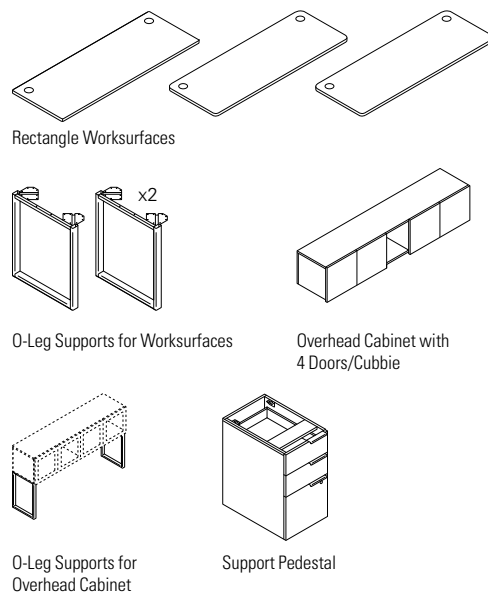 Rectangle Worksurfaces
x2
O-Leg Supports for Worksurfaces
Overhead Cabinet with
4 Doors/Cubbie
O-Leg Supports for
Overhead Cabinet
Support Pedestal